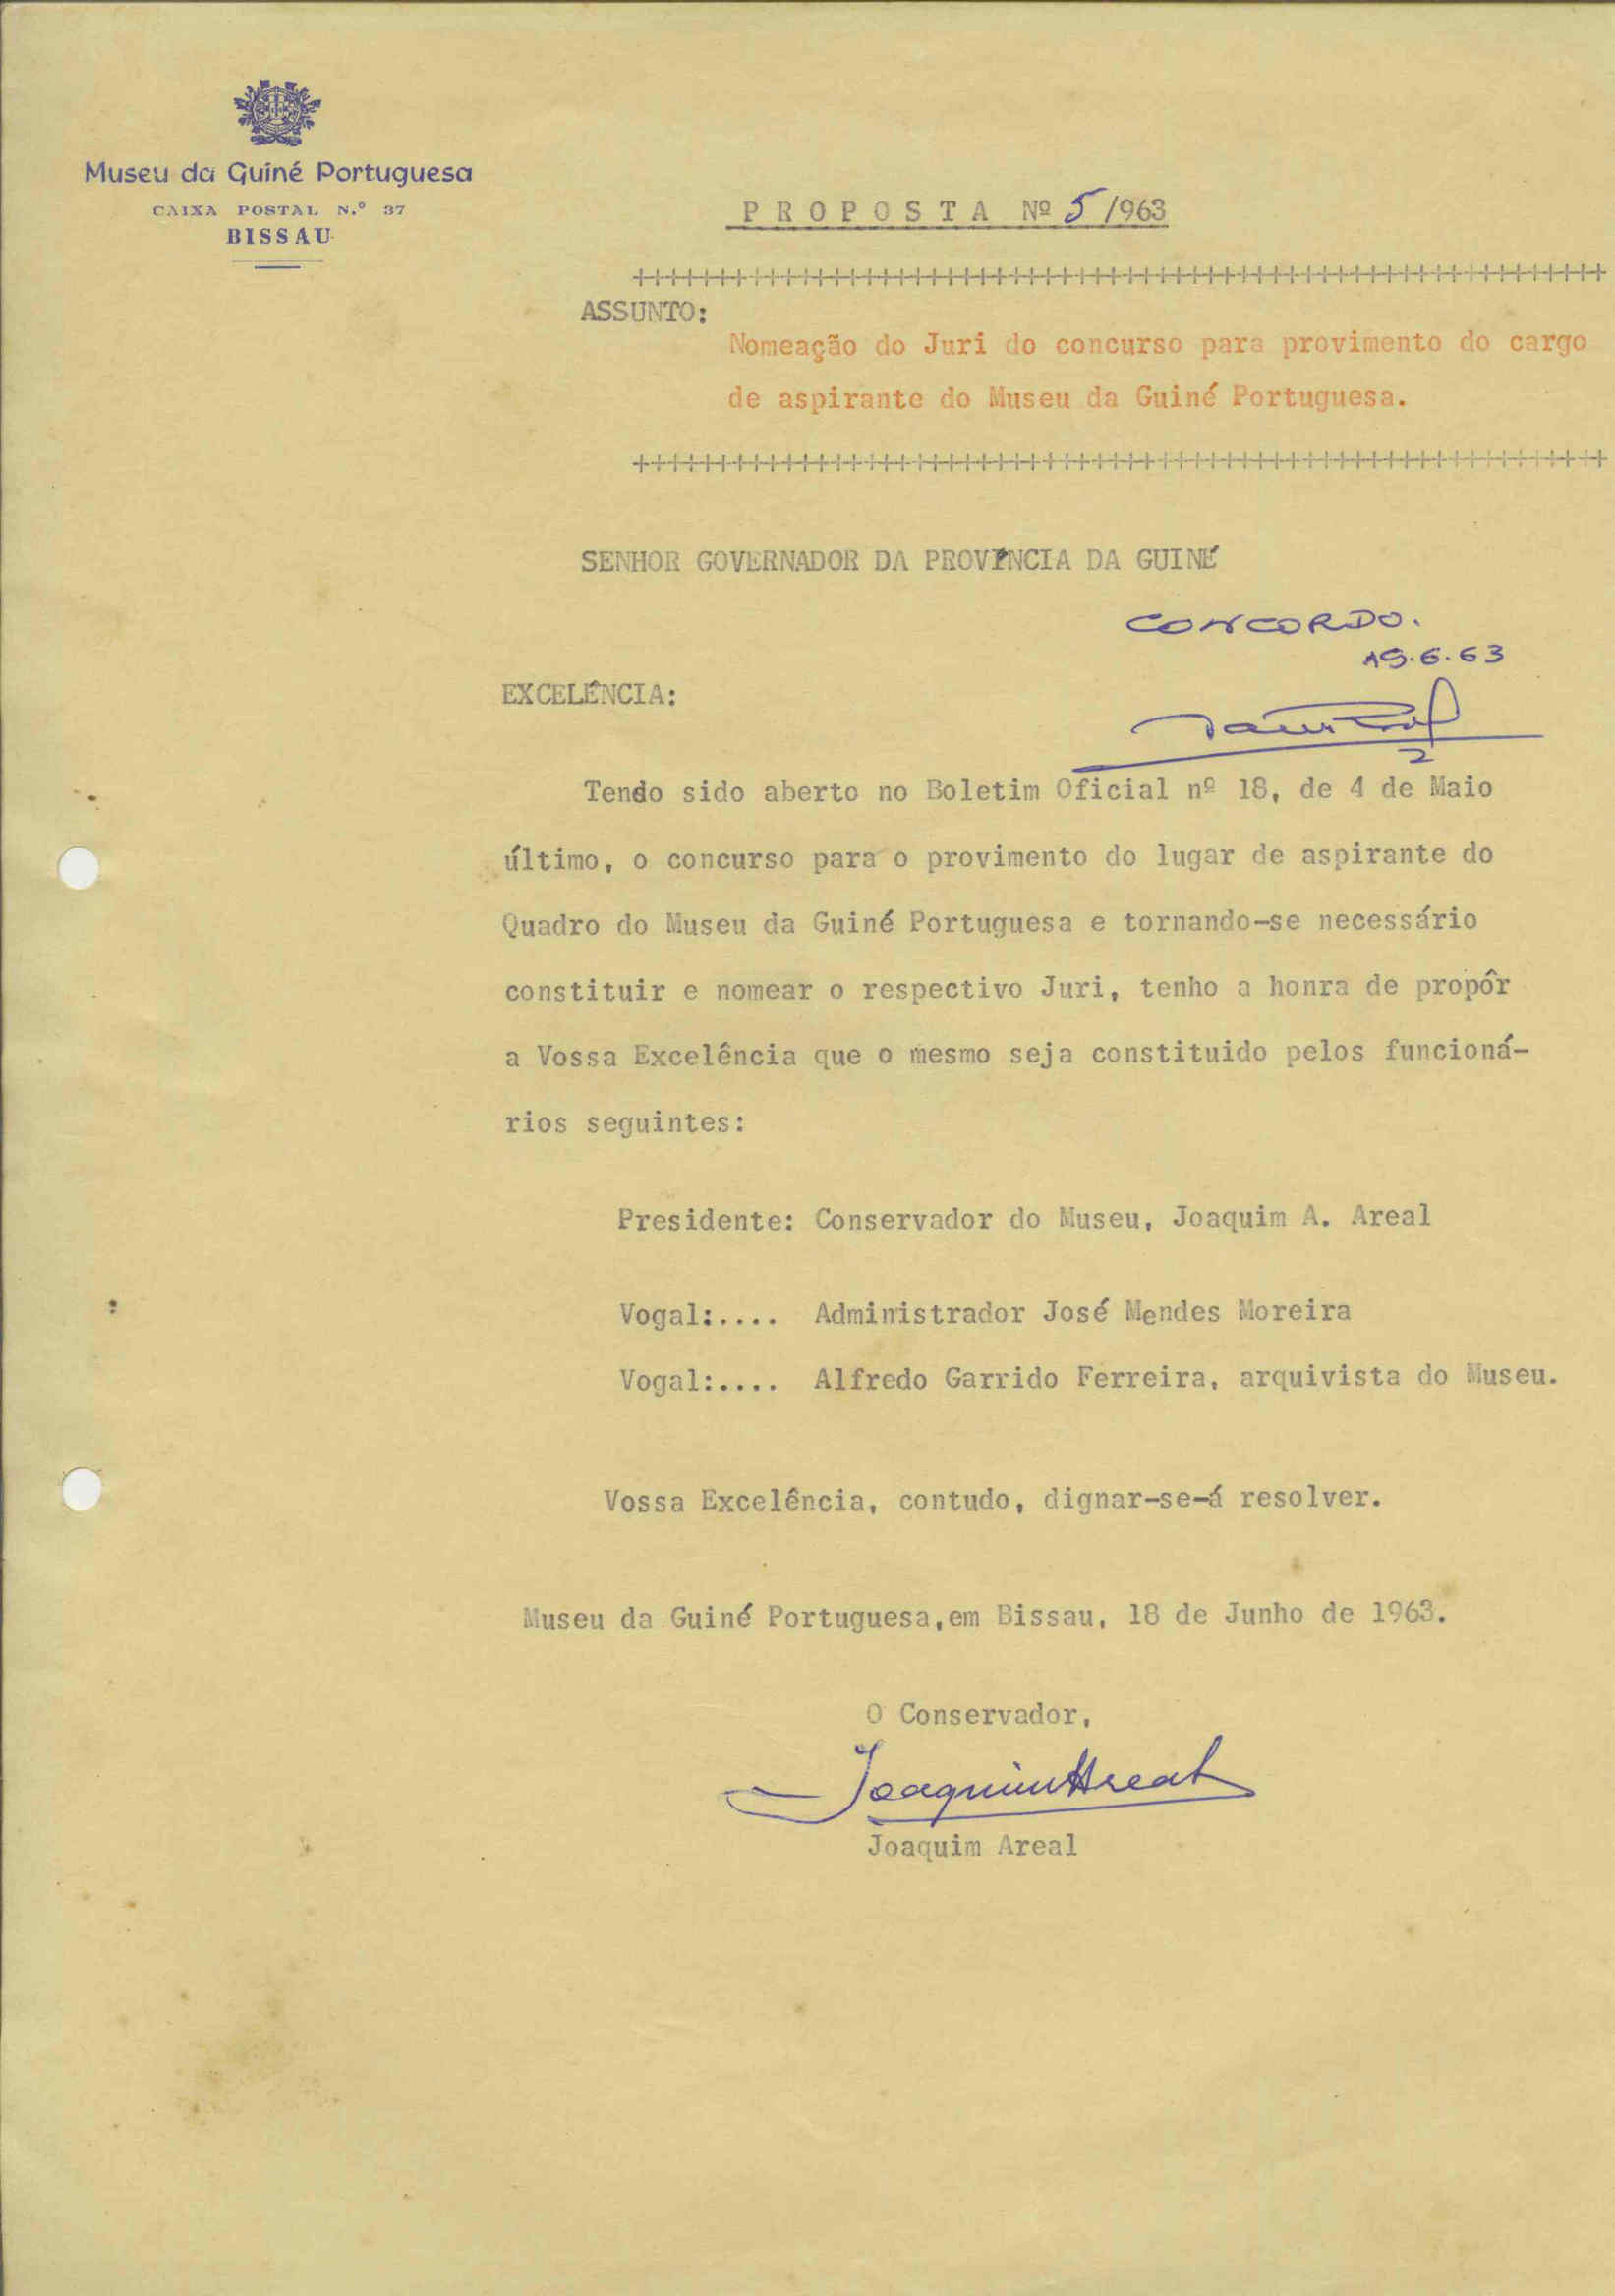 Museu da Guiné Portuguesa
CAIXA POSTAL N.º 37
BISSAU
PROPOSTA Nº 5/963
++++++++++++++++++++++++++++++++++++++++++++++++++++++++++++
ASSUNTO:
Nomeação do Juri do concurso para provimento do cargo
de aspirante do Museu da Guiné Portuguesa.
++++++++++++++++++++++++++++++++++++++++++++++++++++++++++++
SENHOR GOVERNADOR DA PROVÍNCIA DA GUINÉ
CONCORDO.
19.6.63
EXCELÊNCIA:
Tendo sido aberto no Boletim Oficial nº 18, de 4 de Maio
último, o concurso para o provimento do lugar de aspirante do
Quadro do Museu da Guiné Portuguesa e tornando-se necessário
constituir e nomear o respectivo Juri, tenho a honra de propôr
a Vossa Excelência que o mesmo seja constituido pelos funcioná-
rios seguintes:
Presidente: Conservador do Museu, Joaquim A. Areal
Vogal:.... Administrador José Mendes Moreira
Vogal:.... Alfredo Garrido Ferreira, arquivista do Museu.
Vossa Excelência, contudo, dignar-se-á resolver.
Museu da Guiné Portuguesa,em Bissau, 18 de Junho de 1963.
O Conservador,
Joaquim Areal
Joaquim Areal